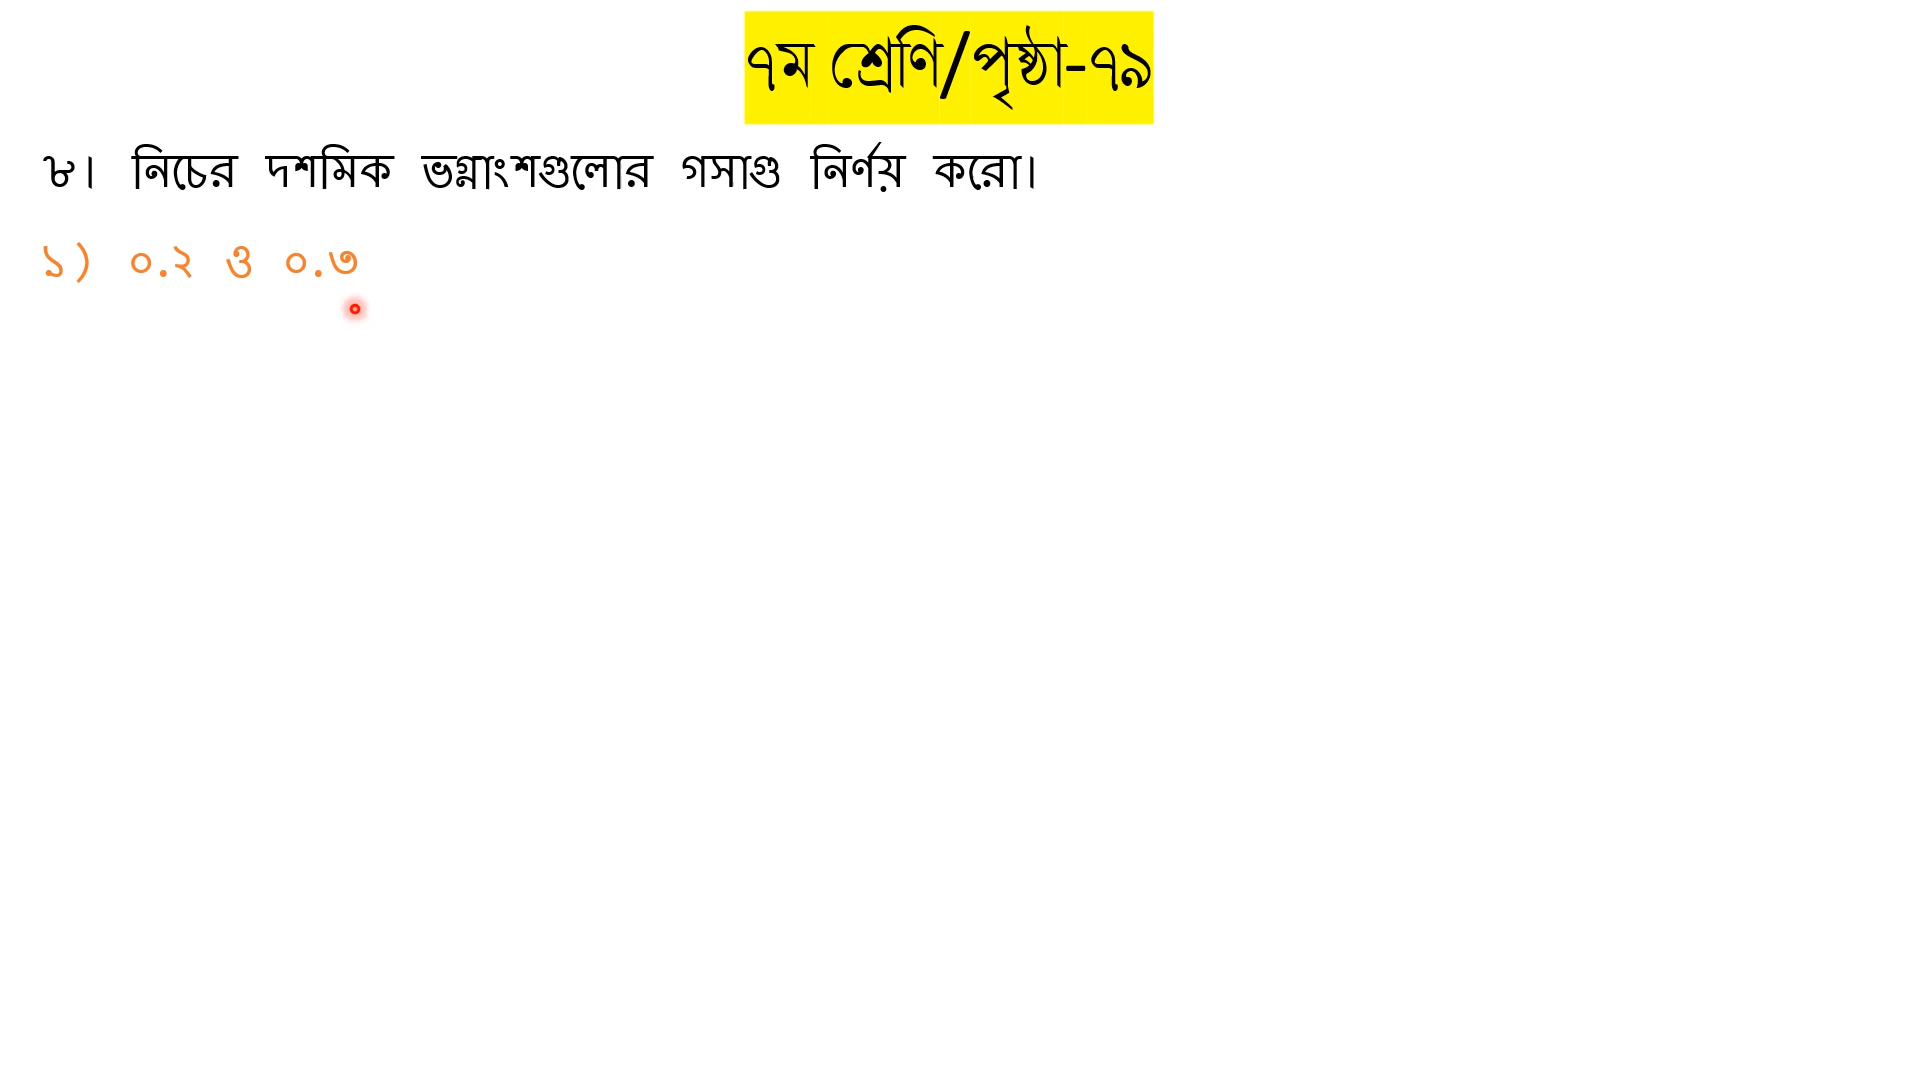 ৭ম শ্রেণি/পৃষ্ঠা-৭৯
৮। নিচের দশমিক ভগ্নাংশগুলোর গসাগু নির্ণয় করো।
১) ০.২ ও ০.৩